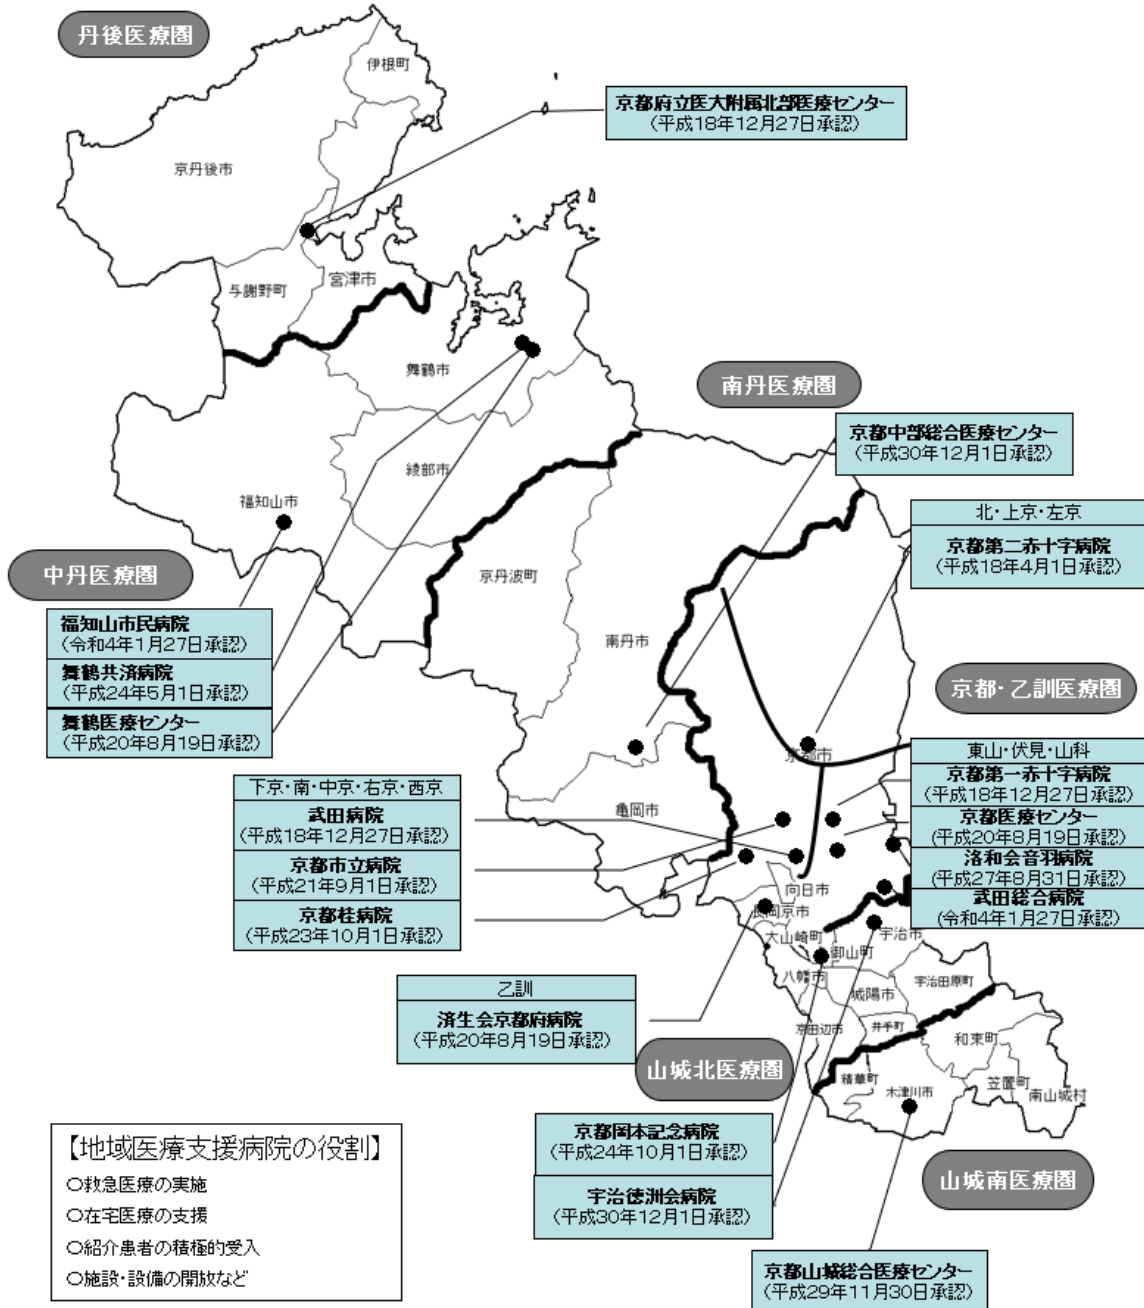 丹後医療圏
伊根町
京都府立医大附属北部医療センター
(平成18年12月27日承認)
京丹後市
宮津市
与謝野町
舞鶴市
南丹医療圏
京都中部総合医療センター
(平成30年12月1日承認)
綾部市
福知山市
北・上京・左京
京都第二赤十字病院
(平成18年4月1日承認)
中丹医療圏
京丹波町
福知山市民病院
(令和4年1月27日承認)
舞鶴共済病院
(平成24年5月1日承認)
舞鶴医療センター
(平成20年8月19日承認)
南丹市
京都・乙訓医療圏
京都市
東山・伏見・山科
京都第一赤十字病院
(平成18年12月27日承認)
京都医療センター
(平成20年8月19日承認)
洛和会音羽病院
(平成27年8月31日承認)
武田総合病院
(令和4年1月27日承認)
下京・南・中京・右京・西京
武田病院
(平成18年12月27日承認)
京都市立病院
(平成21年9月1日承認)
京都桂病院
(平成23年10月1日承認)
亀岡市
向日市
長岡京市
大山崎町
宇治市
御山町
八幡市
宇治田原町
城陽市
京田辺市
井手町
和束町
精華町
木津川市
笠置町
南山城村
乙訓
済生会京都府病院
(平成20年8月19日承認)
山城北医療圏
京都岡本記念病院
(平成24年10月1日承認)
宇治徳洲会病院
(平成30年12月1日承認)
山城南医療圏
京都山城総合医療センター
(平成29年11月30日承認)
【地域医療支援病院の役割】
○救急医療の実施
○在宅医療の支援
○紹介患者の積極的受入
○施設・設備の開放など